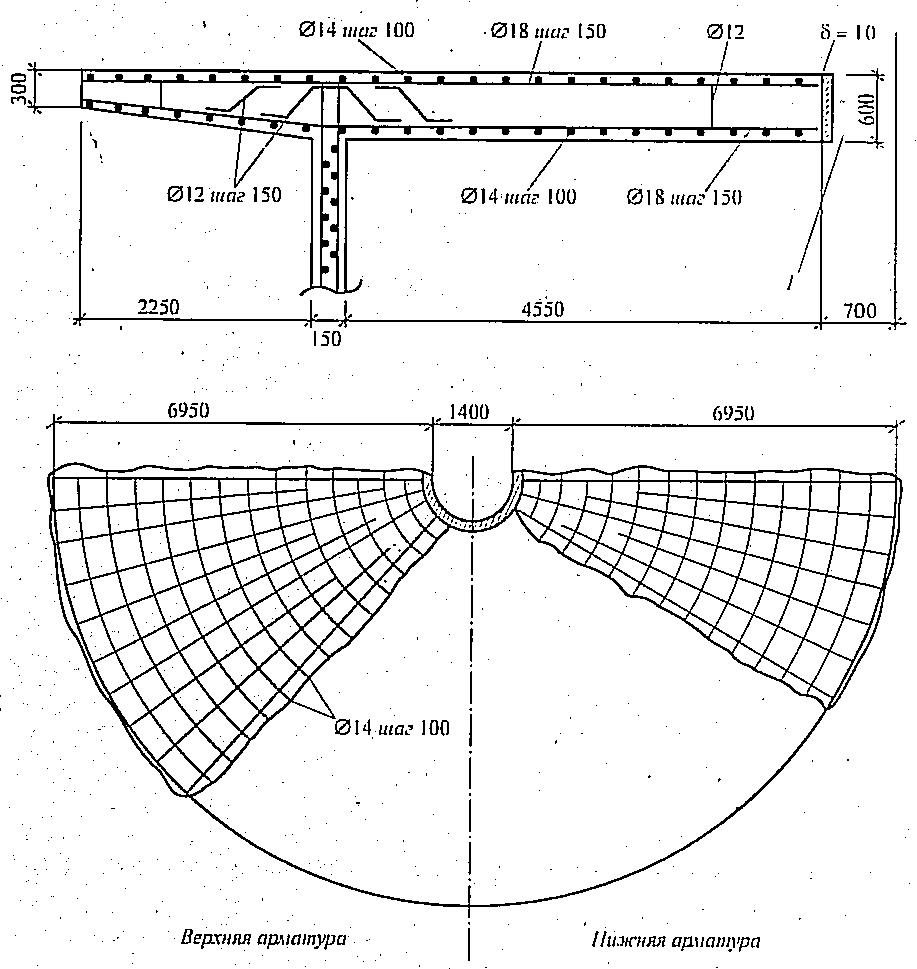 Ø14 шаг 100
Ø18 шаг 150
Ø12
δ = 10
300
600
Ø12 шаг 150
Ø14 шаг 100
Ø18 шаг 150
1
2250
150
4550
700
6950
1400
6950
Ø14 шаг 100
Верхняя арматура
Нижняя арматура